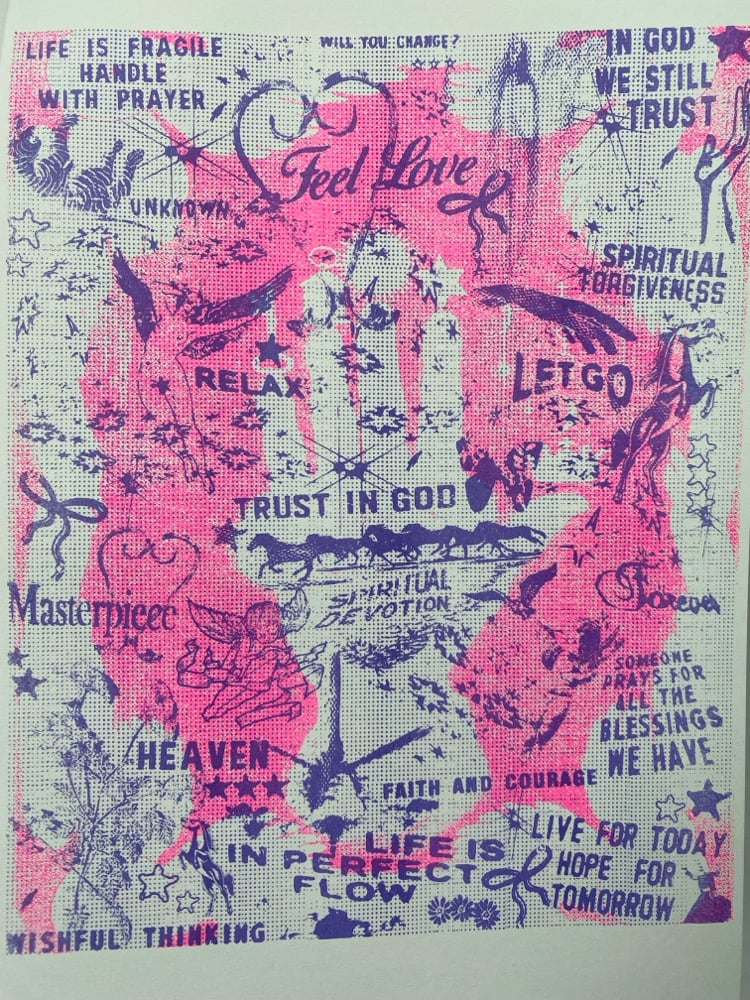 LIFE IS FRAGILE
HANDLE
WITH PRAYER
WILL YOU CHANGE?
IN GOD
WE STILL
TRUST
Feel Love
UNKNOWN
SPIRITUAL
FORGIVENESS
RELAX
LET GO
TRUST IN GOD
SPIRITUAL
DEVOTION
Masterpiece
Forever
SOMEONE
PRAYS FOR
ALL THE
BLESSINGS
WE HAVE
HEAVEN
FAITH AND COURAGE
LIFE IS
IN PERFECT
FLOW
LIVE FOR TODAY
HOPE FOR
TOMORROW
WISHFUL THINKING